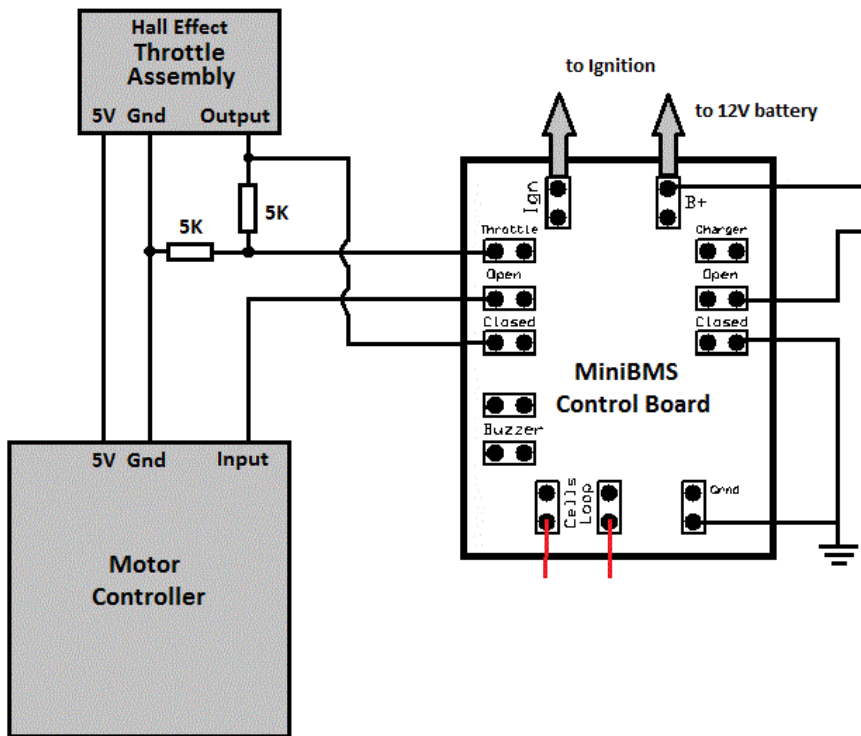 Hall Effect
Throttle
Assembly
5V Gnd Output
to Ignition
to 12V battery
5K
5K
Ign
B+
Throttle
Charger
Open
Open
Closed
Closed
MiniBMS
Control Board
Buzzer
Cells
Loop
Grnd
5V Gnd Input
Motor
Controller